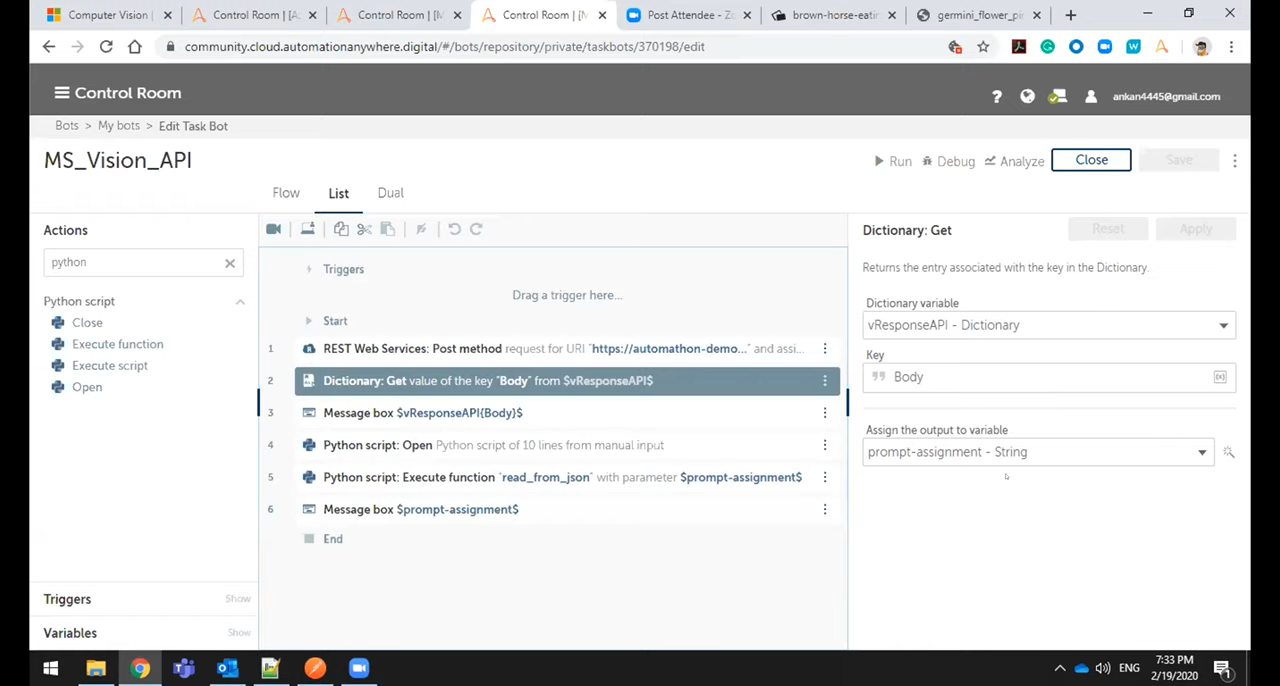 Computer Vision |
Control Room | [A
Control Room | [M
Control Room | [M
Post Attendee - Zo
brown-horse-eatin
germini_flower_pin
community.cloud.automationanywhere.digital/#/bots/repository/private/taskbots/370198/edit
Control Room
ankan4445@gmail.com
Bots > My bots > Edit Task Bot
MS_Vision_API
Run
Debug
Analyze
Close
Save
Flow
List
Dual
Actions
python
Python script
Close
Execute function
Execute script
Open
Triggers
Show
Variables
Show
Triggers
Drag a trigger here...
Start
1 REST Web Services: Post method request for URI "https://automathon-demo..." and assi...
2 Dictionary: Get value of the key "Body" from $vResponseAPI$
3 Message box $vResponseAPI{Body}$
4 Python script: Open Python script of 10 lines from manual input
5 Python script: Execute function "read_from_json" with parameter $prompt-assignment$
6 Message box $prompt-assignment$
End
Dictionary: Get
Reset
Apply
Returns the entry associated with the key in the Dictionary.
Dictionary variable
vResponseAPI - Dictionary
Key
Body
Assign the output to variable
prompt-assignment - String
ENG
7:33 PM
2/19/2020
1